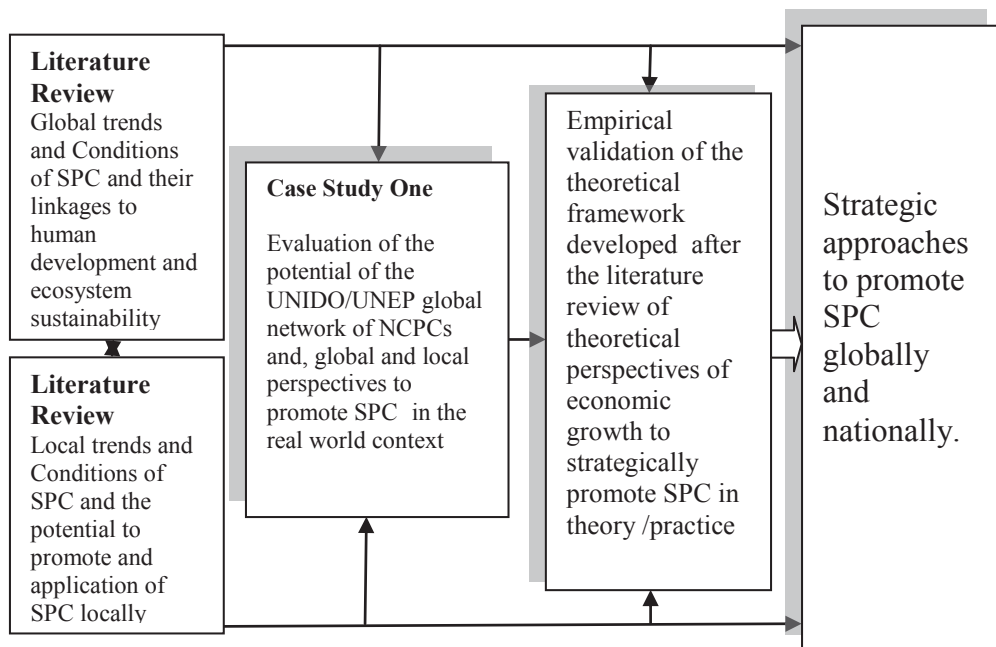 Literature
Review
Global trends
and Conditions
of SPC and their
linkages to
human
development and
ecosystem
sustainability
Literature
Review
Local trends and
Conditions of
SPC and the
potential to
promote and
application of
SPC locally
Case Study One
Evaluation of the
potential of the
UNIDO/UNEP global
network of NCPCs
and, global and local
perspectives to
promote SPC in the
real world context
Empirical
validation of the
theoretical
framework
developed after
the literature
review of
theoretical
perspectives of
economic
growth to
strategically
promote SPC in
theory /practice
Strategic
approaches
to promote
SPC
globally
and
nationally.